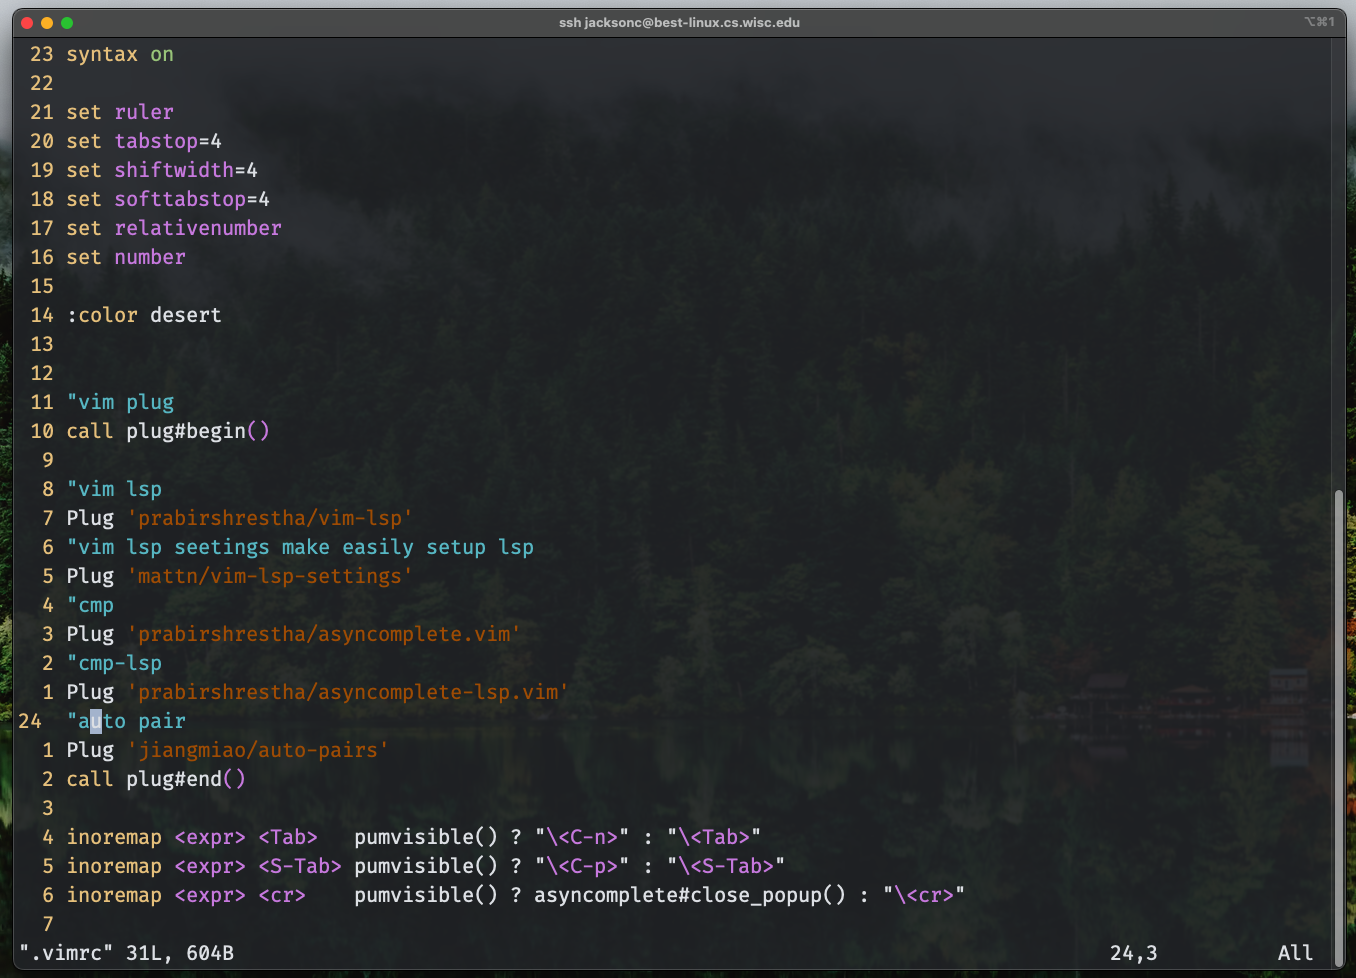 ssh jacksonc@best-linux.cs.wisc.edu ⌥⌘1
23 syntax on
22
21 set ruler
20 set tabstop=4
19 set shiftwidth=4
18 set softtabstop=4
17 set relativenumber
16 set number
15
14 :color desert
13
12
11 "vim plug
10 call plug#begin()
9
8 "vim lsp
7 Plug 'prabirshrestha/vim-lsp'
6 "vim lsp seetings make easily setup lsp
5 Plug 'mattn/vim-lsp-settings'
4 "cmp
3 Plug 'prabirshrestha/asyncomplete.vim'
2 "cmp-lsp
1 Plug 'prabirshrestha/asyncomplete-lsp.vim'
24 "auto pair
1 Plug 'jiangmiao/auto-pairs'
2 call plug#end()
3
4 inoremap <expr> <Tab>   pumvisible() ? "\<C-n>" : "\<Tab>"
5 inoremap <expr> <S-Tab> pumvisible() ? "\<C-p>" : "\<S-Tab>"
6 inoremap <expr> <cr>    pumvisible() ? asyncomplete#close_popup() : "\<cr>"
7
".vimrc" 31L, 604B 24,3 All